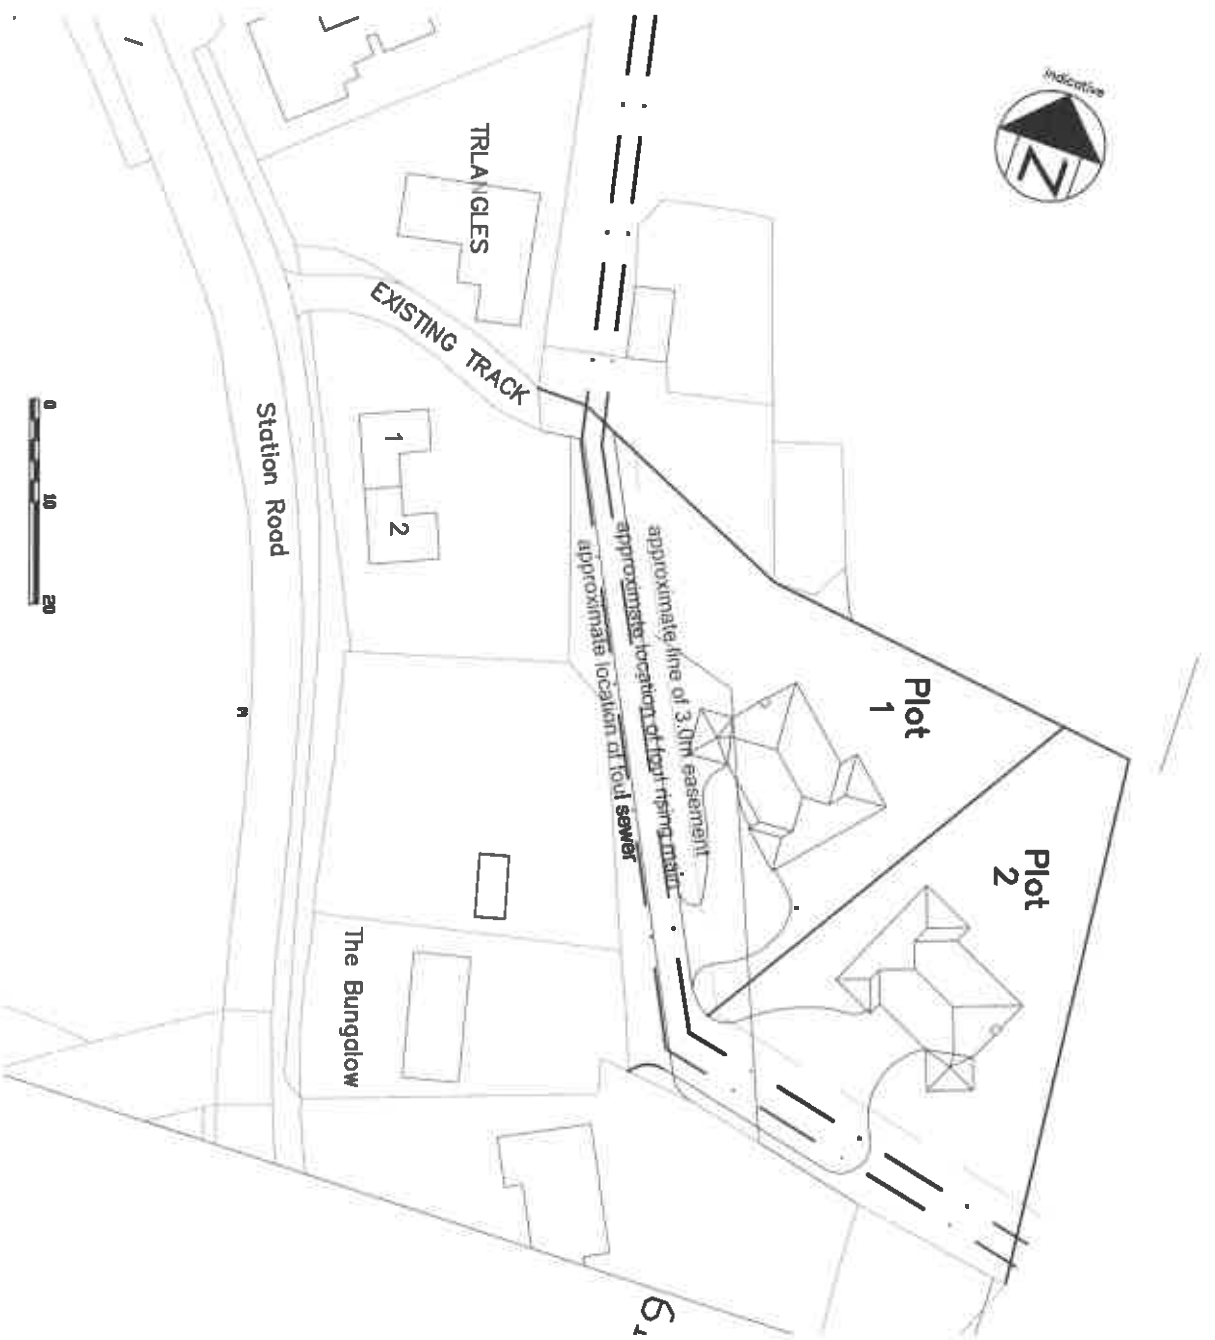 indicative
N
TRLANGLES
EXISTING TRACK
Station Road
1
2
0 10 20
approximate line of 3.0m easement
approximate location of foul rising main
approximate location of foul sewer
Plot
1
Plot
2
The Bungalow